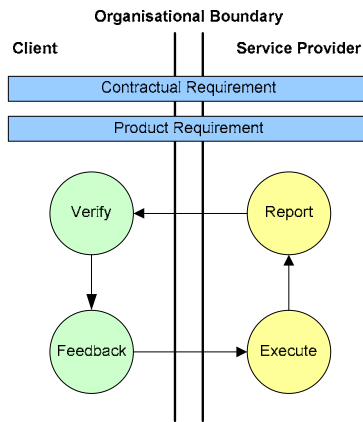 Organisational Boundary
Client
Service Provider
Contractual Requirement
Product Requirement
Verify
Report
Feedback
Execute